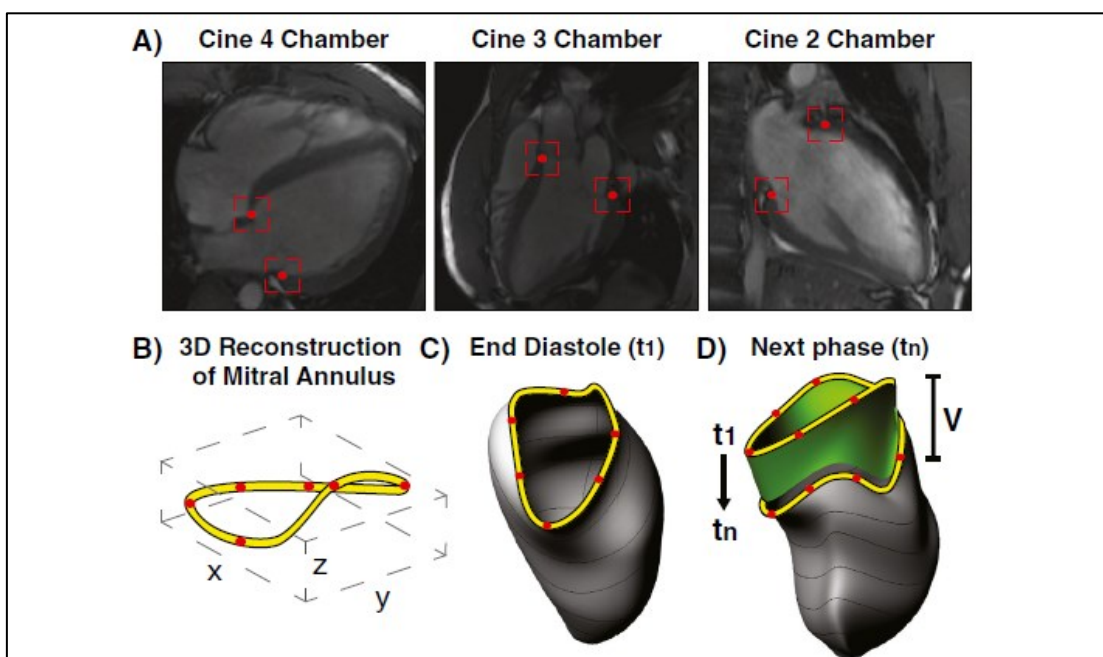 A)
Cine 4 Chamber
Cine 3 Chamber
Cine 2 Chamber
B) 3D Reconstruction
of Mitral Annulus
x
z
y
C) End Diastole (t1)
D) Next phase (tn)
t1
tn
V